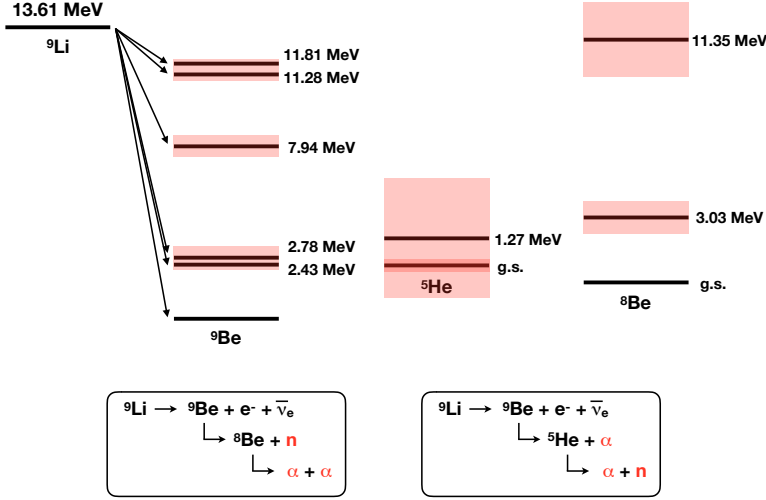 13.61 MeV
⁹Li
11.81 MeV
11.28 MeV
7.94 MeV
2.78 MeV
2.43 MeV
⁹Be
1.27 MeV
g.s.
⁵He
11.35 MeV
3.03 MeV
g.s.
⁸Be
⁹Li → ⁹Be + e⁻ + ν̅ₑ
⁸Be + n
α + α
⁹Li → ⁹Be + e⁻ + ν̅ₑ
⁵He + α
α + n